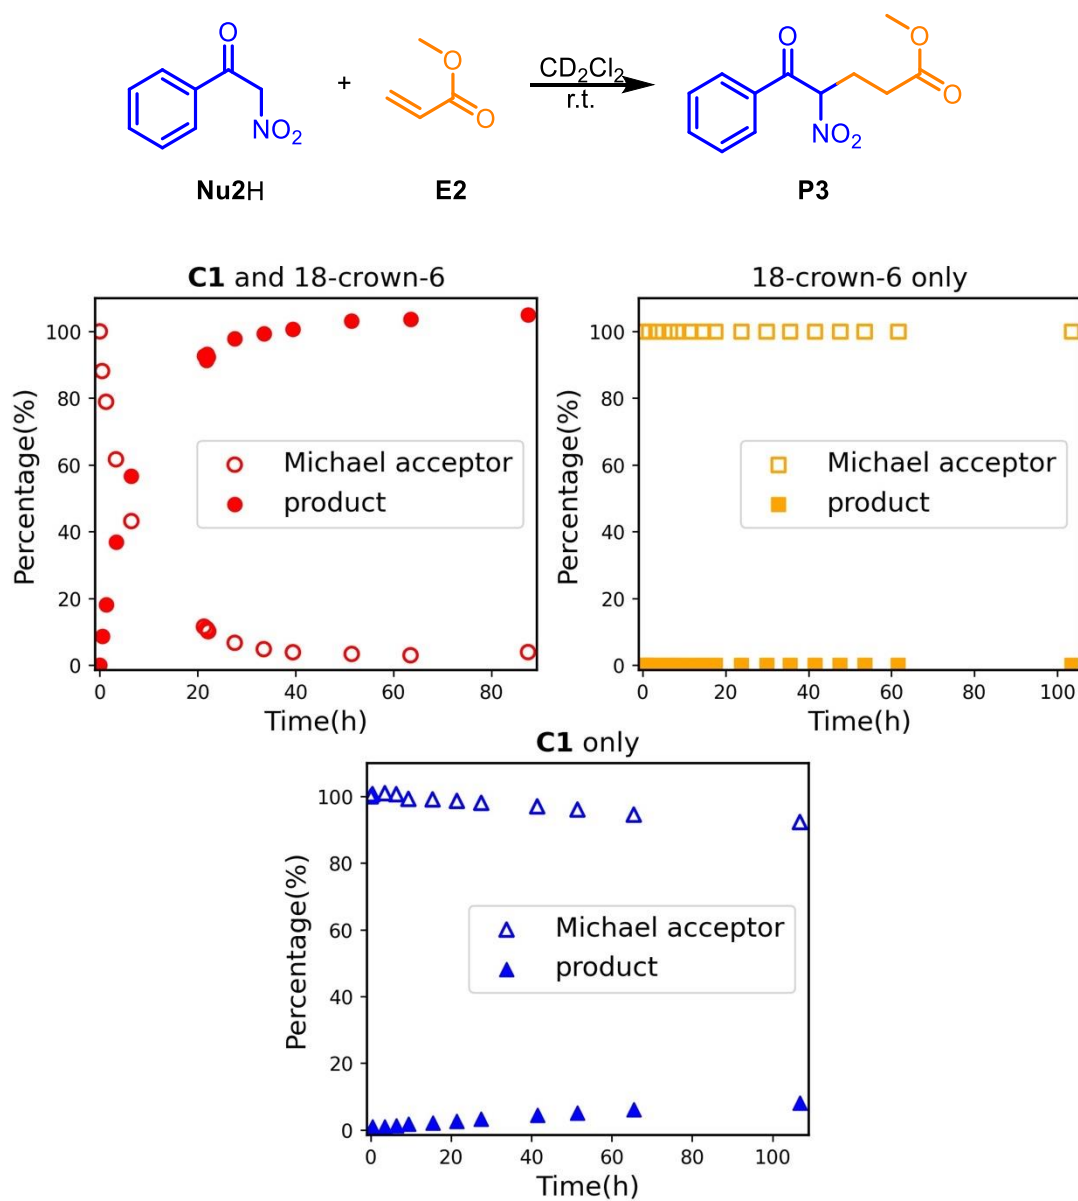 O
NO₂
+
O
O
CD₂Cl₂
r.t.
O
NO₂
O
O
Nu2H
E2
P3
C1 and 18-crown-6
Percentage(%)
100
80
60
40
20
0
Michael acceptor
product
0 20 40 60 80
Time(h)
18-crown-6 only
Percentage(%)
100
80
60
40
20
0
Michael acceptor
product
0 20 40 60 80 100
Time(h)
C1 only
Percentage(%)
100
80
60
40
20
0
Michael acceptor
product
0 20 40 60 80 100
Time(h)